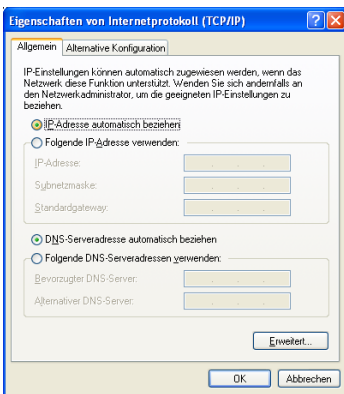 Eigenschaften von Internetprotokoll (TCP/IP)
Allgemein
Alternative Konfiguration
IP-Einstellungen können automatisch zugewiesen werden, wenn das
Netzwerk diese Funktion unterstützt. Wenden Sie sich andernfalls an
den Netzwerkadministrator, um die geeigneten IP-Einstellungen zu
beziehen.
IP-Adresse automatisch beziehen
Folgende IP-Adresse verwenden:
IP-Adresse:
Subnetzmaske:
Standardgateway:
DNS-Serveradresse automatisch beziehen
Folgende DNS-Serveradressen verwenden:
Bevorzugter DNS-Server:
Alternativer DNS-Server:
Erweitert...
OK
Abbrechen